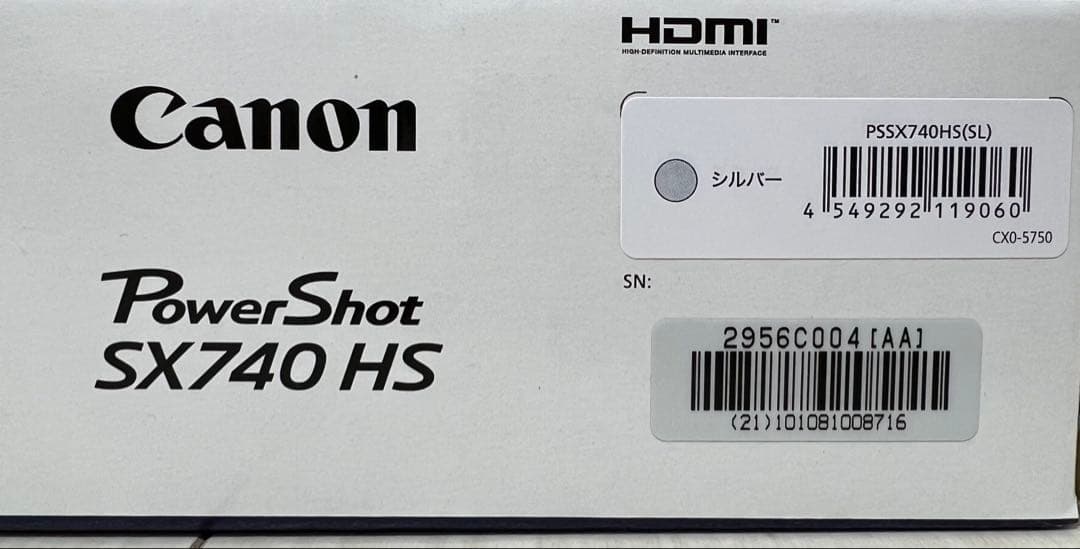 Canon
PowerShot
SX740 HS
HDMI™
HIGH-DEFINITION MULTIMEDIA INTERFACE
PSSX740HS(SL)
シルバー
4 549292 119060
CX0-5750
SN:
2956C004[AA]
(21)101081008716